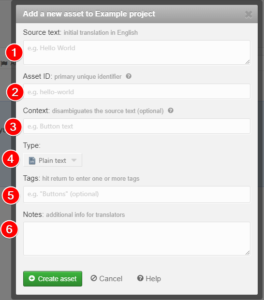 Add a new asset to Example project
Source text: initial translation in English
1
e.g. Hello World
Asset ID: primary unique identifier
2
e.g. hello-world
Context: disambiguates the source text (optional)
3
e.g. Button text
Type:
4
Plain text
Tags: hit return to enter one or more tags
5
e.g. "Buttons" (optional)
Notes: additional info for translators
6
Create asset Cancel ? Help